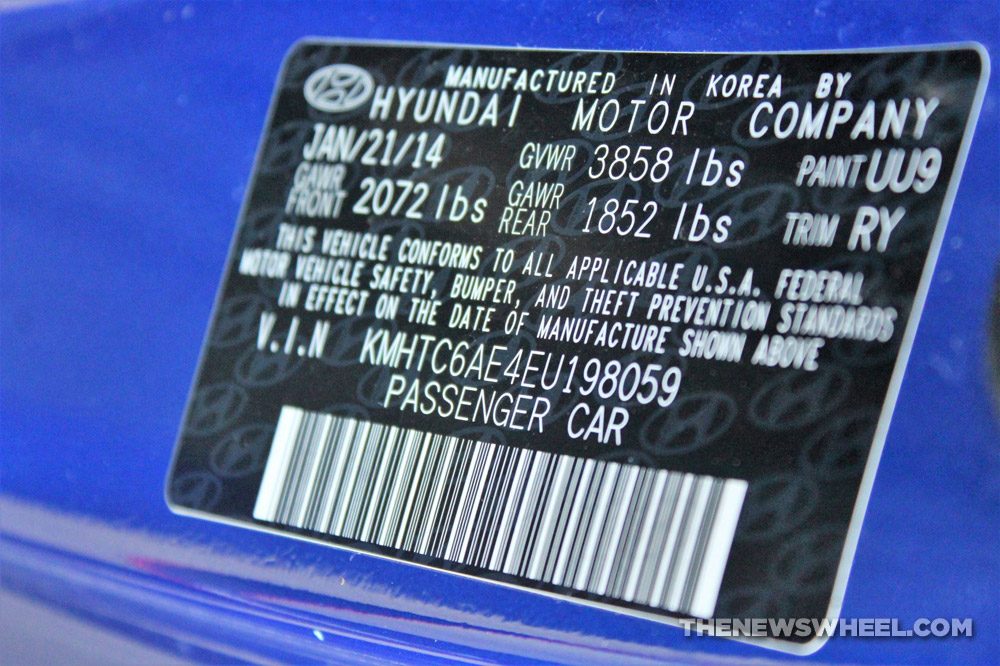 MANUFACTURED IN KOREA BY
HYUNDAI MOTOR COMPANY
JAN/21/14 GVWR 3858 lbs PAINT UU9
GAWR FRONT 2072 lbs GAWR REAR 1852 lbs TRIM RY
THIS VEHICLE CONFORMS TO ALL APPLICABLE U.S.A. FEDERAL
MOTOR VEHICLE SAFETY, BUMPER, AND THEFT PREVENTION STANDARDS
IN EFFECT ON THE DATE OF MANUFACTURE SHOWN ABOVE
V.I.N KMHTC6AE4EU198059
PASSENGER CAR
THENEWSWHEEL.COM